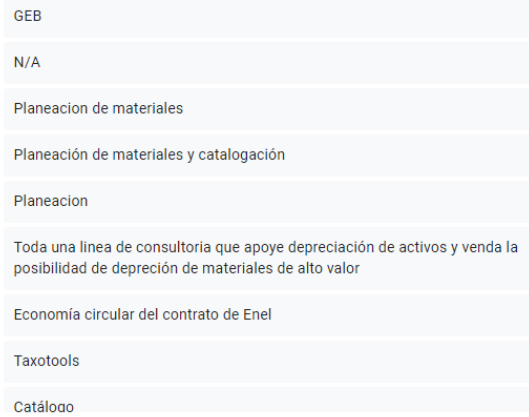 GEB
N/A
Planeacion de materiales
Planeación de materiales y catalogación
Planeacion
Toda una linea de consultoria que apoye depreciación de activos y venda la
posibilidad de depreción de materiales de alto valor
Economía circular del contrato de Enel
Taxotools
Catálogo